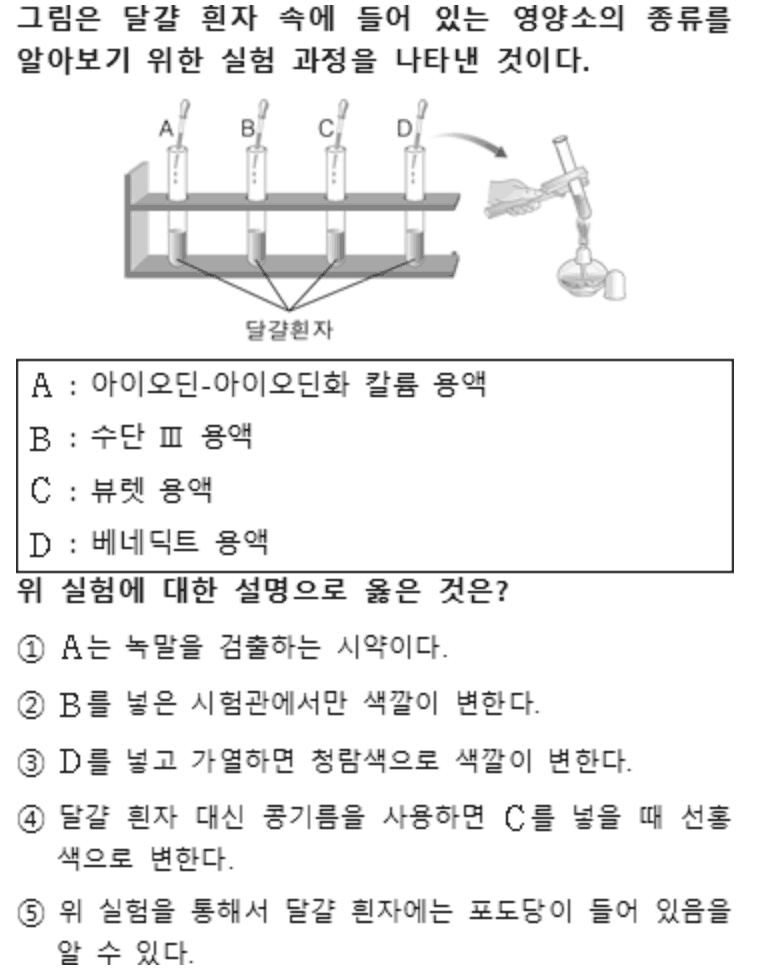 그림은 달걀 흰자 속에 들어 있는 영양소의 종류를
알아보기 위한 실험 과정을 나타낸 것이다.
A B C D
달걀흰자
A : 아이오딘-아이오딘화 칼륨 용액
B : 수단 Ⅲ 용액
C : 뷰렛 용액
D : 베네딕트 용액
위 실험에 대한 설명으로 옳은 것은?
① A는 녹말을 검출하는 시약이다.
② B를 넣은 시험관에서만 색깔이 변한다.
③ D를 넣고 가열하면 청람색으로 색깔이 변한다.
④ 달걀 흰자 대신 콩기름을 사용하면 C를 넣을 때 선홍
색으로 변한다.
⑤ 위 실험을 통해서 달걀 흰자에는 포도당이 들어 있음을
알 수 있다.